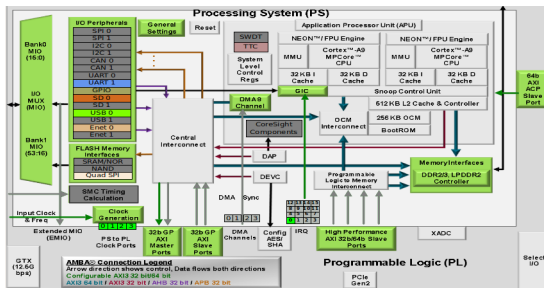 Processing System (PS)
I/O Peripherals
SPI 0
SPI 1
I2C 0
I2C 1
CAN 0
CAN 1
UART 0
UART 1
GPIO
SD 0
SD 1
USB 0
USB 1
Enet 0
Enet 1
FLASH Memory
Interfaces
SRAM/NOR
NAND
Quad SPI
SMC Timing
Calculation
Bank0
MIO
(15:0)
I/O
MUX
(MIO)
Bank1
MIO
(53:16)
Input Clock
& Freq
Extended MIO
(EMIO)
Clock
Generation
0 1 2 3
PS to PL
Clock Ports
General
Settings
Reset
SWDT
TTC
System
Level
Control
Regs
Application Processor Unit (APU)
NEON™/ FPU Engine
MMU
Cortex™-A9
MPCore™
CPU
32 KB I
Cache
32 KB D
Cache
NEON™/ FPU Engine
MMU
Cortex™-A9
MPCore™
CPU
32 KB I
Cache
32 KB D
Cache
GIC
Snoop Control Unit
512 KB L2 Cache & Controller
OCM
Interconnect
256 KB OCM
BootROM
64b
AXI
ACP
Slave
Port
DMA8
Channel
CoreSight
Components
Central
Interconnect
DAP
DEVC
Programmable
Logic to Memory
Interconnect
Memory Interfaces
DDR2/3, LPDDR2
Controller
32b GP
AXI
Master
Ports
32b GP
AXI
Slave
Ports
DMA Sync
0 1 2 3
DMA
Channels
Config
AES/
SHA
IRQ
High Performance
AXI 32b/64b Slave
Ports
XADC
Programmable Logic (PL)
PCIe
Gen2
GTX
(12.6G
bps)
Select
I/O
AMBA® Connection Legend
Arrow direction shows control, Data flows both directions
Configurable AXI3 32 bit/64 bit
AXI3 64 bit / AXI3 32 bit / AHB 32 bit / APB 32 bit